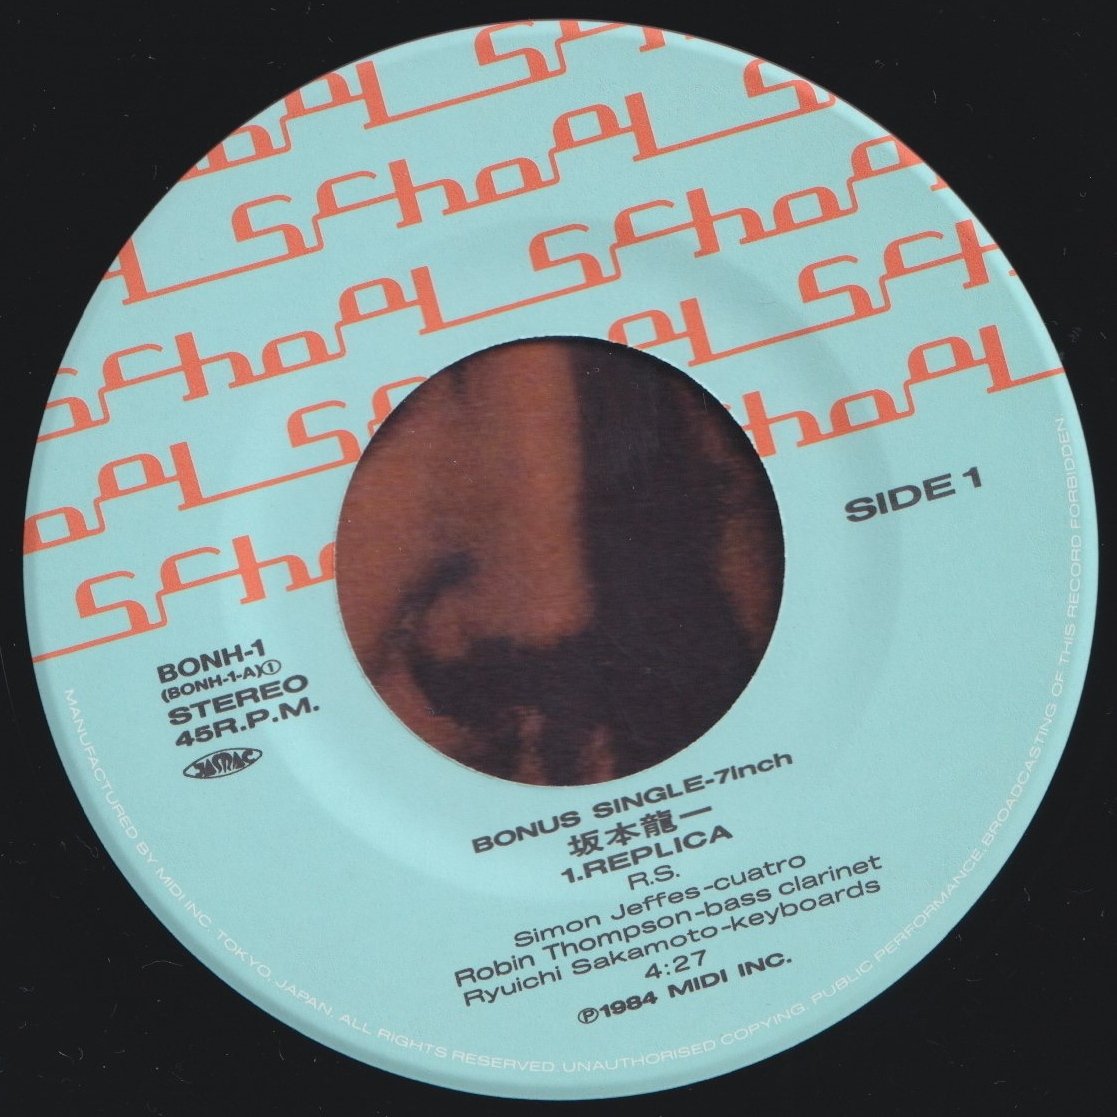 School School
School School
School School
School School
School School
SIDE 1
BONH-1
(BONH-1-A)①
STEREO
45R.P.M.
JASRAC
BONUS SINGLE-7inch
坂本龍一
1.REPLICA
R.S.
Simon Jeffes-cuatro
Robin Thompson-bass clarinet
Ryuichi Sakamoto-keyboards
4:27
Ⓟ1984 MIDI INC.
MANUFACTURED BY MIDI INC. TOKYO, JAPAN. ALL RIGHTS RESERVED. UNAUTHORISED COPYING. PUBLIC PERFORMANCE. BROADCASTING OF THIS RECORD FORBIDDEN.